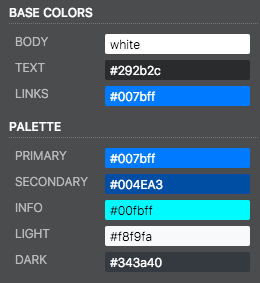 BASE COLORS
BODY white
TEXT #292b2c
LINKS #007bff
PALETTE
PRIMARY #007bff
SECONDARY #004EA3
INFO #00fbff
LIGHT #f8f9fa
DARK #343a40